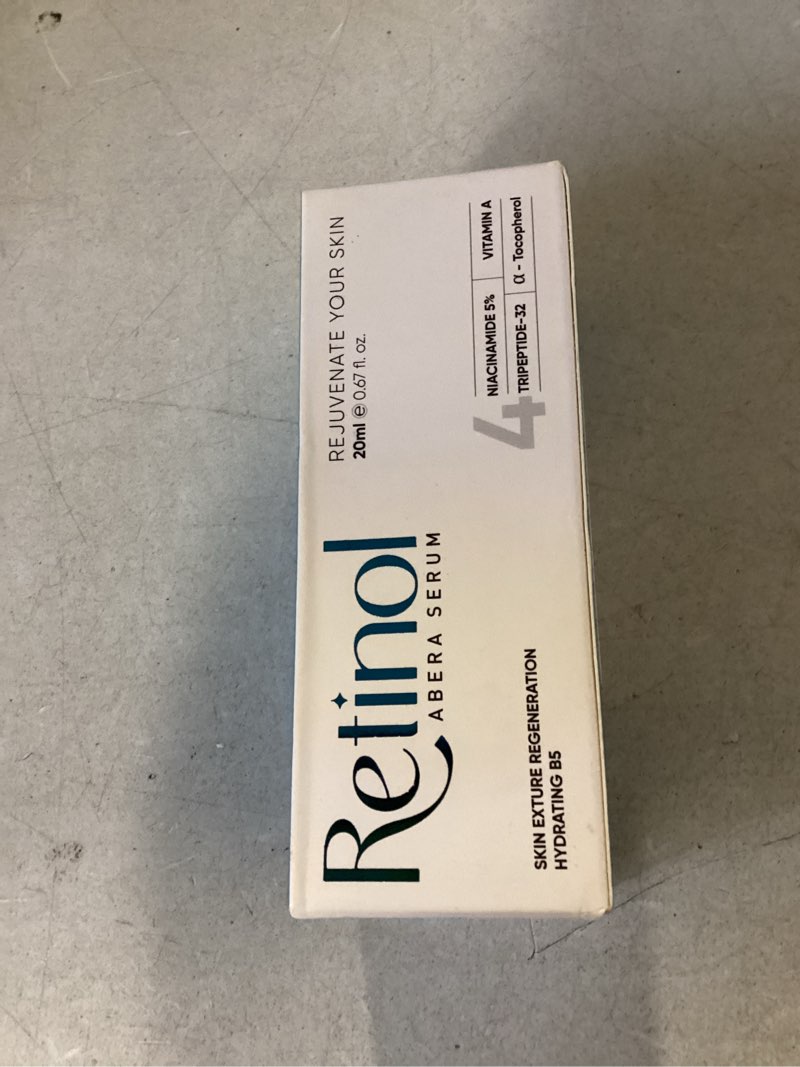 Retinol
ABERA SERUM
REJUVENATE YOUR SKIN
20ml ℮ 0.67 fl. oz.
SKIN EXTURE REGENERATION
HYDRATING B5
4
NIACINAMIDE 5% VITAMIN A
TRIPEPTIDE-32 α - Tocopherol